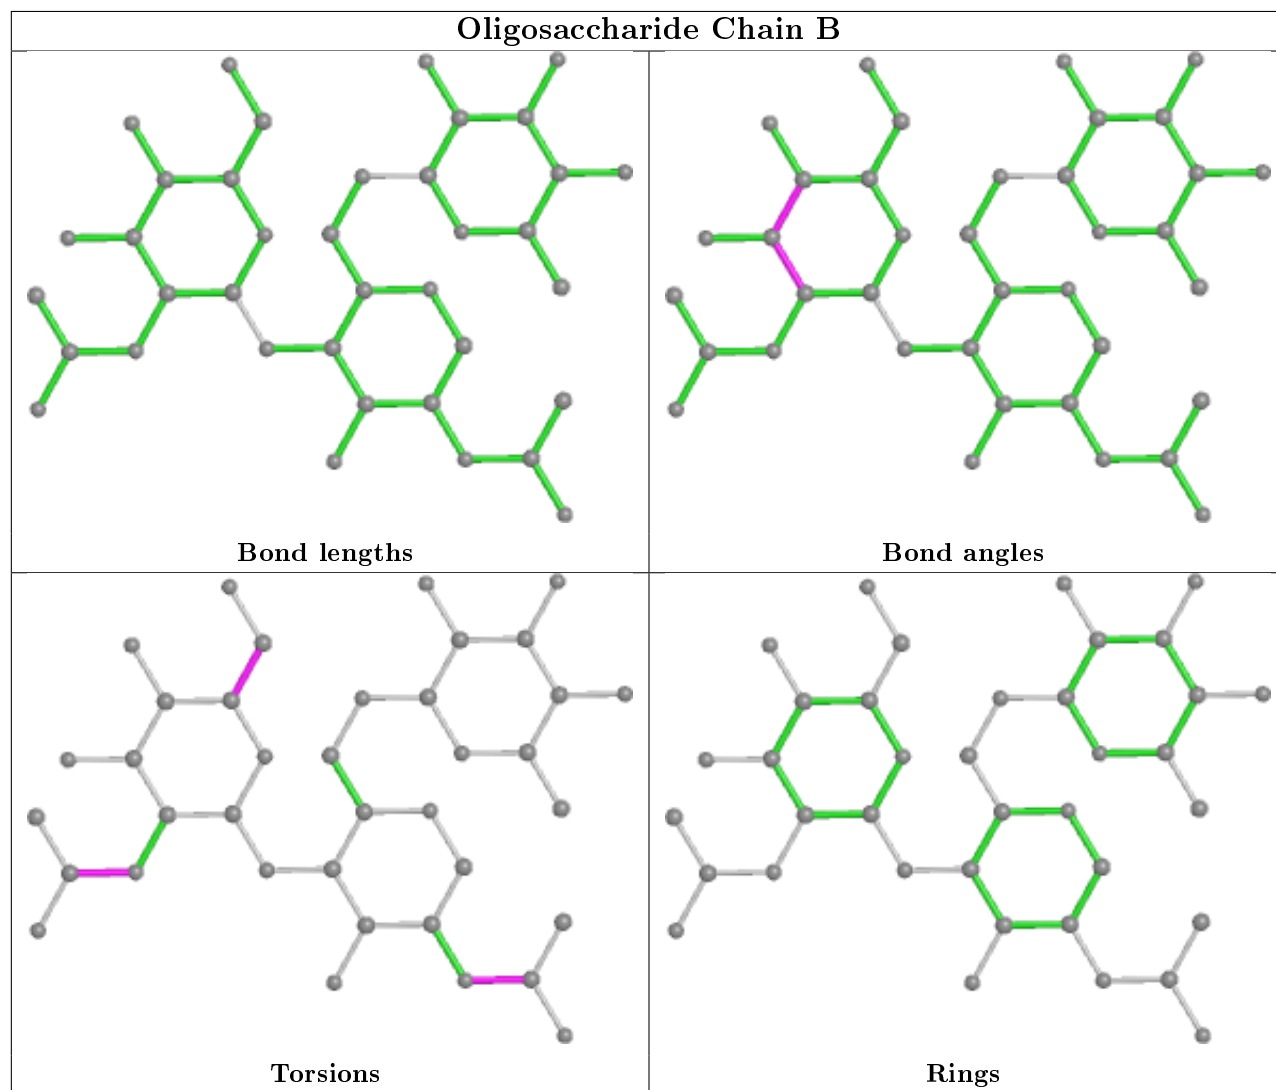 Oligosaccharide Chain B
Bond lengths
Bond angles
Torsions
Rings